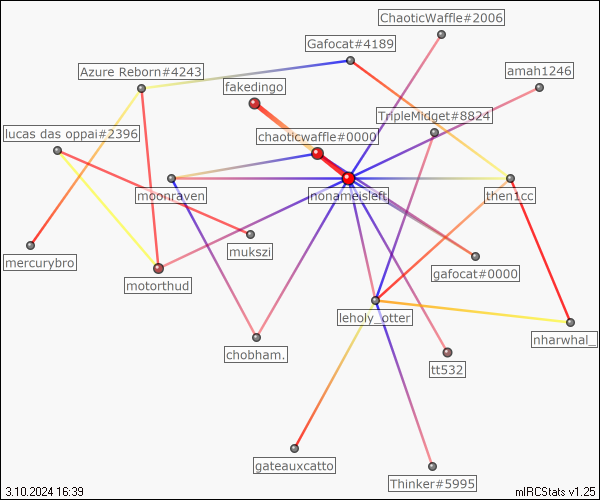 ChaoticWaffle#2006
Gafocat#4189
Azure Reborn#4243
amah1246
fakedingo
TripleMidget#8824
lucas das oppai#2396
chaoticwaffle#0000
moonraven
nonameisleft
then1cc
mukszi
mercurybro
gafocat#0000
motorthud
leholy_otter
nharwhal_
chobham.
tt532
gateauxcatto
Thinker#5995
3.10.2024 16:39
mIRCStats v1.25